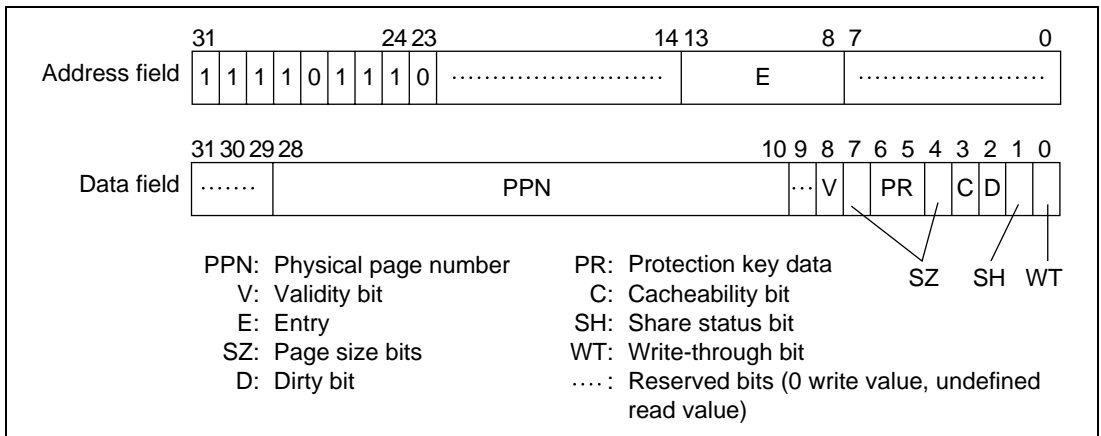 31 24 23 14 13 8 7 0
Address field 1 1 1 1 0 1 1 1 0 ·························· E ··························
31 30 29 28 10 9 8 7 6 5 4 3 2 1 0
Data field ······· PPN ··· V PR C D
SZ SH WT
PPN: Physical page number PR: Protection key data
V: Validity bit C: Cacheability bit
E: Entry SH: Share status bit
SZ: Page size bits WT: Write-through bit
D: Dirty bit ····: Reserved bits (0 write value, undefined
read value)